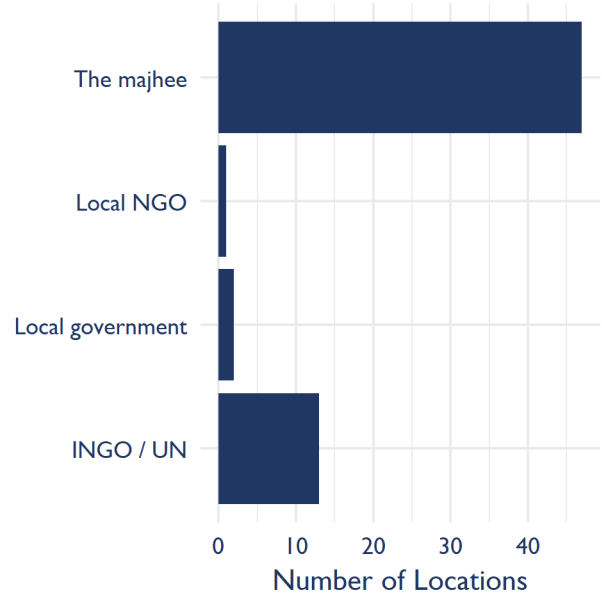 The majhee
Local NGO
Local government
INGO / UN
0 10 20 30 40
Number of Locations